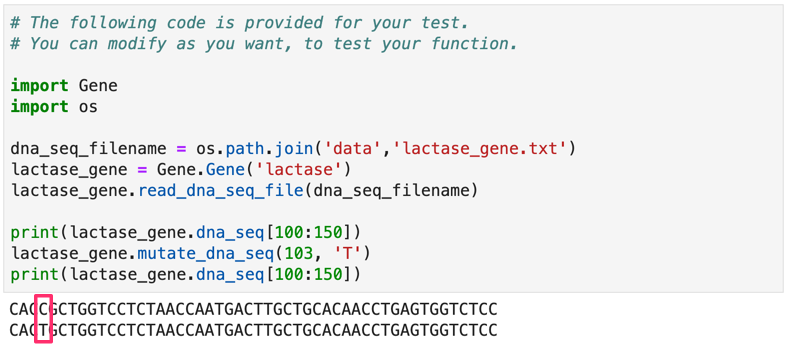 # The following code is provided for your test.
# You can modify as you want, to test your function.
import Gene
import os
dna_seq_filename = os.path.join('data','lactase_gene.txt')
lactase_gene = Gene.Gene('lactase')
lactase_gene.read_dna_seq_file(dna_seq_filename)
print(lactase_gene.dna_seq[100:150])
lactase_gene.mutate_dna_seq(103, 'T')
print(lactase_gene.dna_seq[100:150])
CACCGCTGGTCCTCTAACCAATGACTTGCTGCACAACCTGAGTGGTCTCC
CACTGCTGGTCCTCTAACCAATGACTTGCTGCACAACCTGAGTGGTCTCC